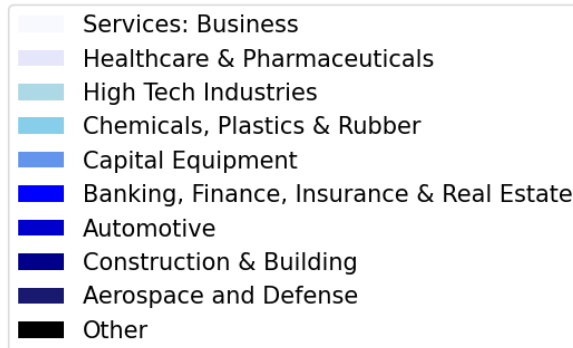 Services: Business
Healthcare & Pharmaceuticals
High Tech Industries
Chemicals, Plastics & Rubber
Capital Equipment
Banking, Finance, Insurance & Real Estate
Automotive
Construction & Building
Aerospace and Defense
Other